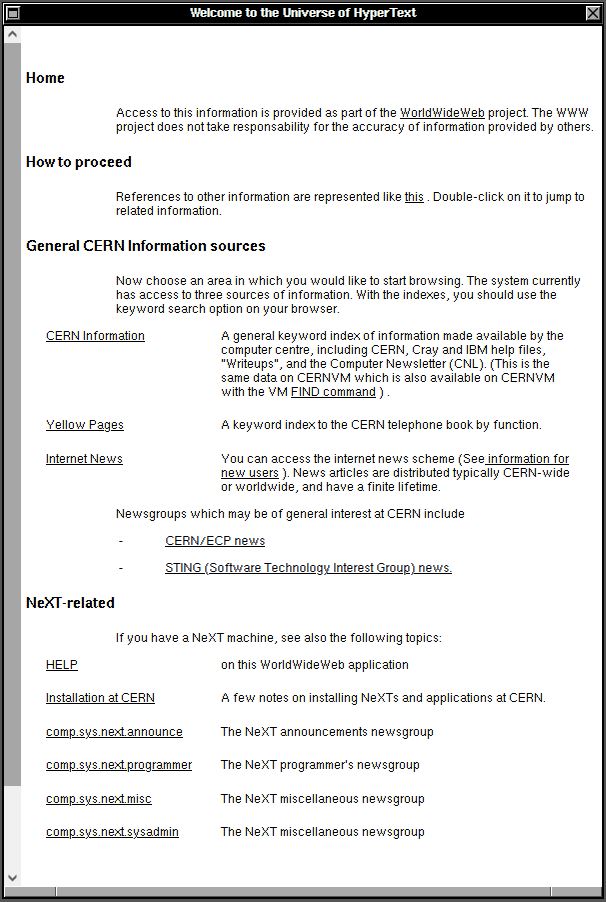 Welcome to the Universe of HyperText
Home
Access to this information is provided as part of the WorldWideWeb project. The WWW
project does not take responsability for the accuracy of information provided by others.
How to proceed
References to other information are represented like this . Double-click on it to jump to
related information.
General CERN Information sources
Now choose an area in which you would like to start browsing. The system currently
has access to three sources of information. With the indexes, you should use the
keyword search option on your browser.
CERN Information A general keyword index of information made available by the
computer centre, including CERN, Cray and IBM help files,
"Writeups", and the Computer Newsletter (CNL). (This is the
same data on CERNVM which is also available on CERNVM
with the VM FIND command ) .
Yellow Pages A keyword index to the CERN telephone book by function.
Internet News You can access the internet news scheme (See information for
new users ). News articles are distributed typically CERN-wide
or worldwide, and have a finite lifetime.
Newsgroups which may be of general interest at CERN include
- CERN/ECP news
- STING (Software Technology Interest Group) news.
NeXT-related
If you have a NeXT machine, see also the following topics:
HELP on this WorldWideWeb application
Installation at CERN A few notes on installing NeXTs and applications at CERN.
comp.sys.next.announce The NeXT announcements newsgroup
comp.sys.next.programmer The NeXT programmer's newsgroup
comp.sys.next.misc The NeXT miscellaneous newsgroup
comp.sys.next.sysadmin The NeXT miscellaneous newsgroup